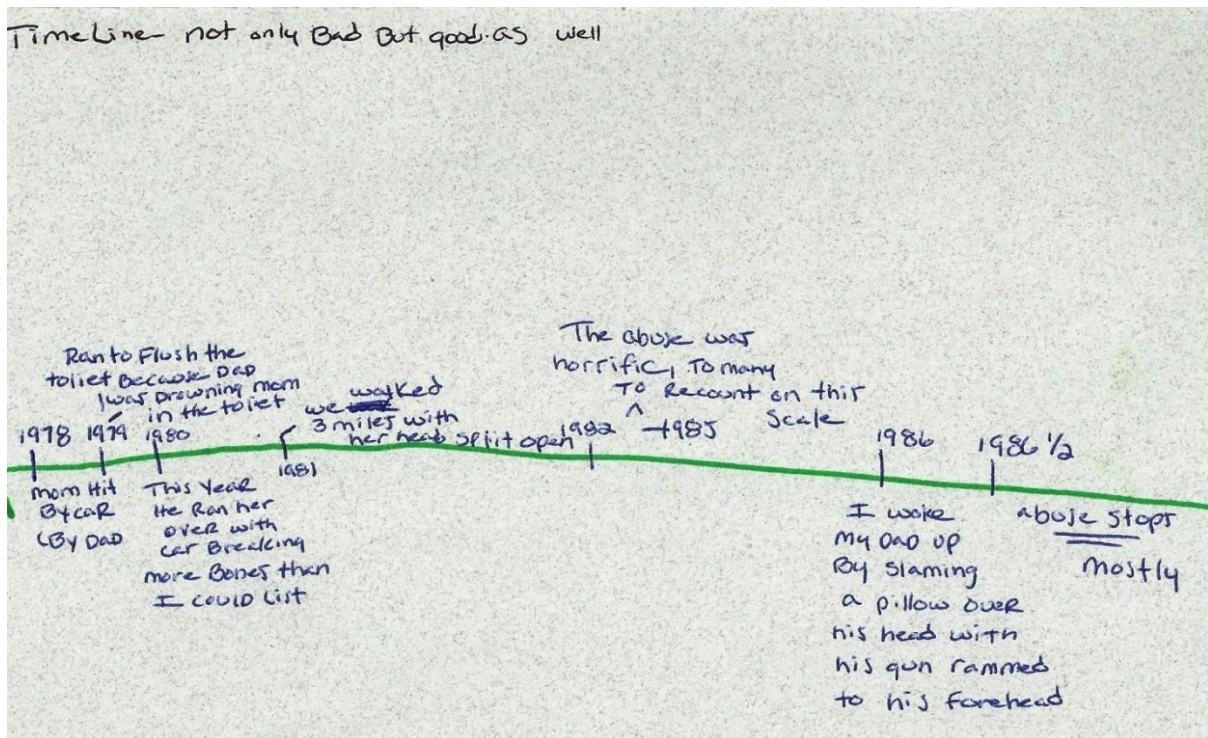 TimeLine- not only Bad But good as well
Ran to Flush the
toliet Because DAD
was Drowning mom
in the toliet
1978
1979
1980
we walked
3 miles with
her head split open
1981
The abuse was
horrific, To many
To Recount on this
Scale
1982
1985
1986
1986 1/2
mom Hit
By caR
(By DAD
This Year
He Ran her
oveR with
car Breaking
more Bones than
I COULD List
I woke
my DAD up
By Slaming
a pillow oveR
his head with
his gun rammed
to his forehead
abuse stops
mostly